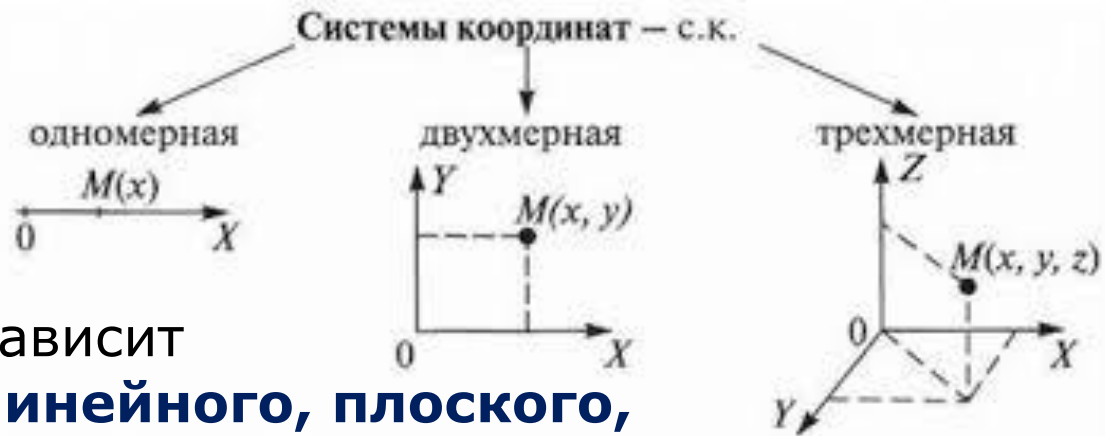 Системы координат – с.к.
одномерная двухмерная трехмерная
M(x)
0 X
Y
M(x, y)
0 X
Z
M(x, y, z)
0 X
Y
ависит
инейного, плоского,